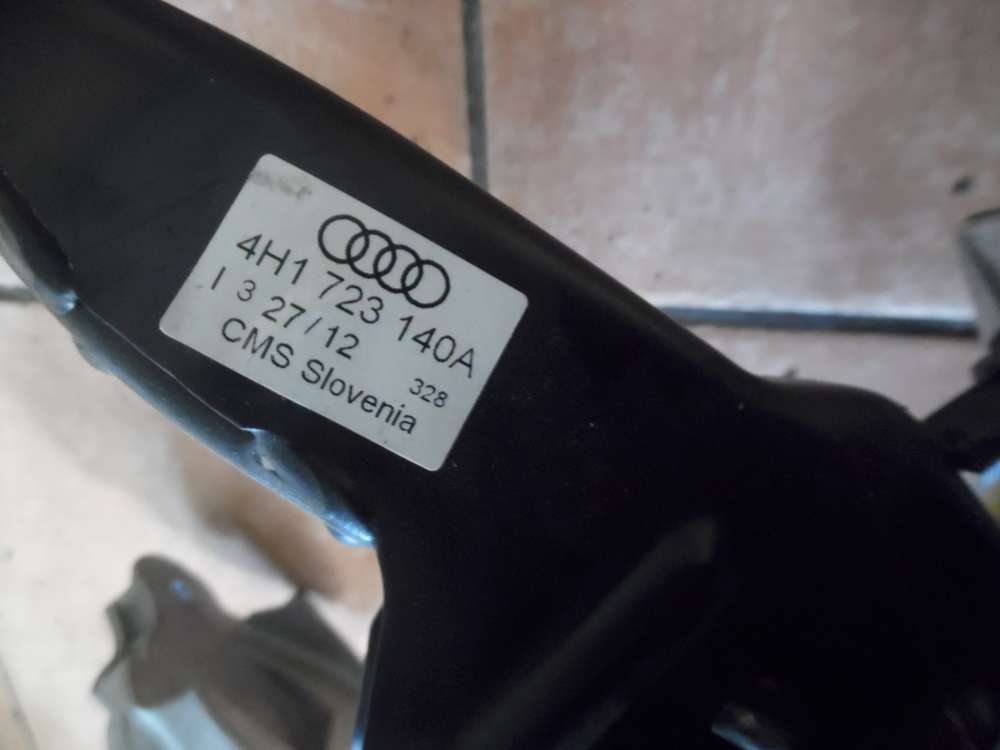 4H1 723 140A
I 3 27/12
328
CMS Slovenia